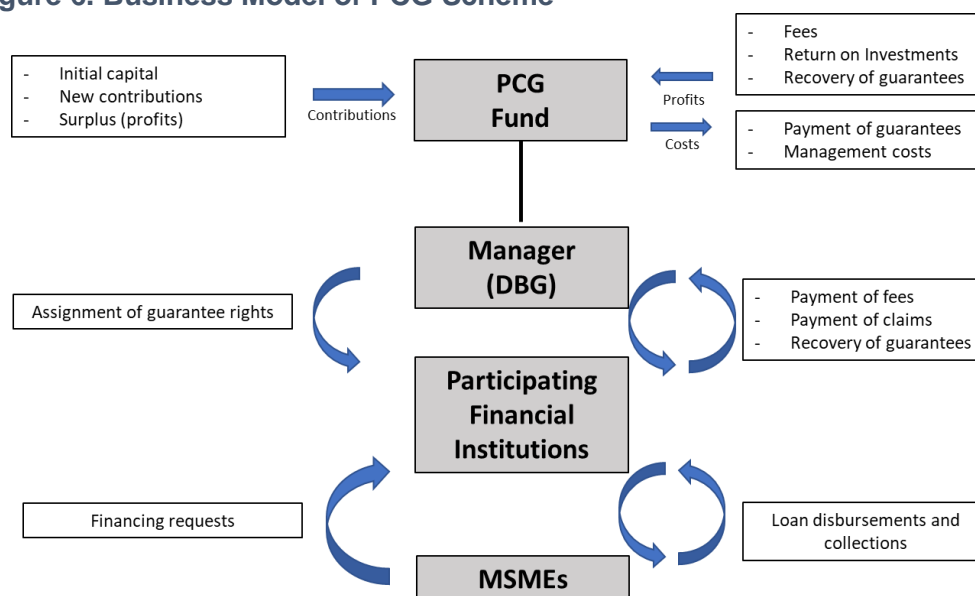 gure 6. Business Model of PCG Scheme
- Initial capital
- New contributions
- Surplus (profits)
Contributions
PCG
Fund
Profits
Costs
- Fees
- Return on Investments
- Recovery of guarantees
- Payment of guarantees
- Management costs
Manager
(DBG)
Assignment of guarantee rights
- Payment of fees
- Payment of claims
- Recovery of guarantees
Participating
Financial
Institutions
Financing requests
Loan disbursements and
collections
MSMEs